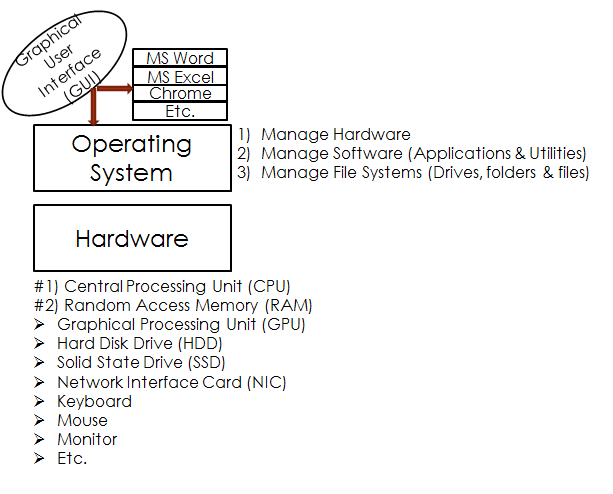 Graphical
User
Interface
(GUI)
MS Word
MS Excel
Chrome
Etc.
Operating
System
1) Manage Hardware
2) Manage Software (Applications & Utilities)
3) Manage File Systems (Drives, folders & files)
Hardware
#1) Central Processing Unit (CPU)
#2) Random Access Memory (RAM)
➢ Graphical Processing Unit (GPU)
➢ Hard Disk Drive (HDD)
➢ Solid State Drive (SSD)
➢ Network Interface Card (NIC)
➢ Keyboard
➢ Mouse
➢ Monitor
➢ Etc.